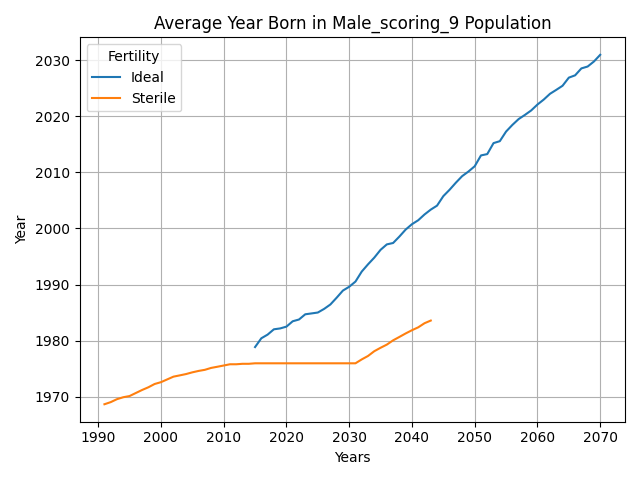 Average Year Born in Male_scoring_9 Population
Fertility
Ideal
Sterile
Year
2030
2020
2010
2000
1990
1980
1970
1990 2000 2010 2020 2030 2040 2050 2060 2070
Years